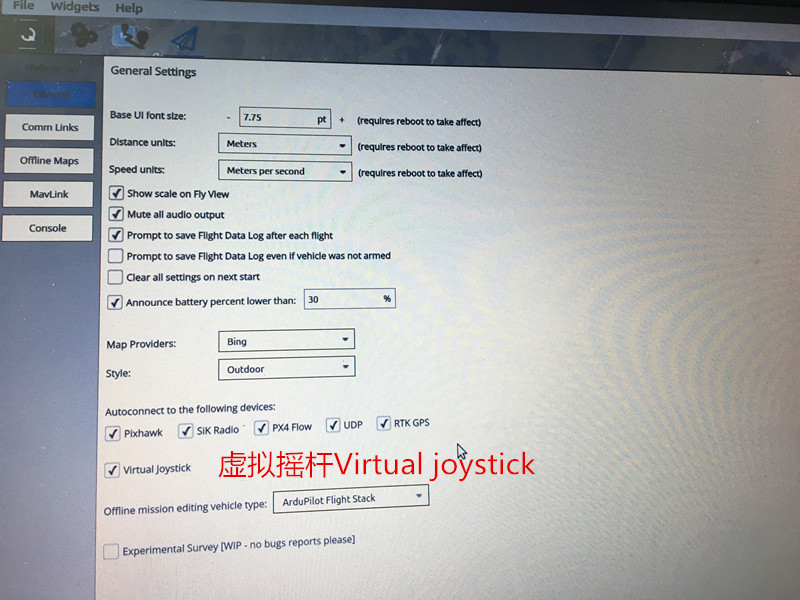 File Widgets Help
General Settings
General
Comm Links
Offline Maps
MavLink
Console
Base UI font size: - 7.75 pt + (requires reboot to take affect)
Distance units: Meters (requires reboot to take affect)
Speed units: Meters per second (requires reboot to take affect)
Show scale on Fly View
Mute all audio output
Prompt to save Flight Data Log after each flight
Prompt to save Flight Data Log even if vehicle was not armed
Clear all settings on next start
Announce battery percent lower than: 30 %
Map Providers: Bing
Style: Outdoor
Autoconnect to the following devices:
Pixhawk SiK Radio PX4 Flow UDP RTK GPS
Virtual Joystick 虚拟摇杆Virtual joystick
Offline mission editing vehicle type: ArduPilot Flight Stack
Experimental Survey [WIP - no bugs reports please]